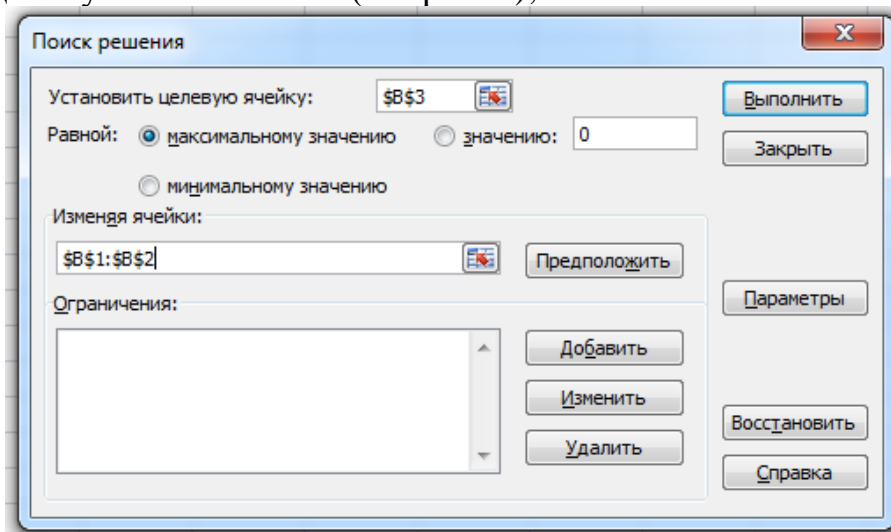 Поиск решения
Установить целевую ячейку: $B$3
Выполнить
Равной: максимальному значению значению: 0
Закрыть
минимальному значению
Изменяя ячейки:
$B$1:$B$2
Предположить
Ограничения:
Параметры
Добавить
Изменить
Удалить
Восстановить
Справка